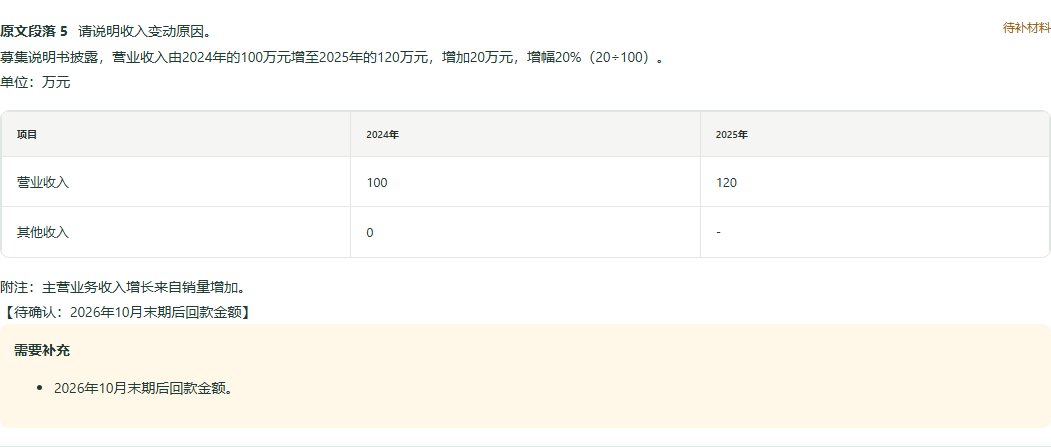 原文段落 5 请说明收入变动原因。 待补材料
募集说明书披露，营业收入由2024年的100万元增至2025年的120万元，增加20万元，增幅20%（20÷100）。
单位：万元
项目 2024年 2025年
营业收入 100 120
其他收入 0 -
附注：主营业务收入增长来自销量增加。
【待确认：2026年10月末期后回款金额】
需要补充
• 2026年10月末期后回款金额。